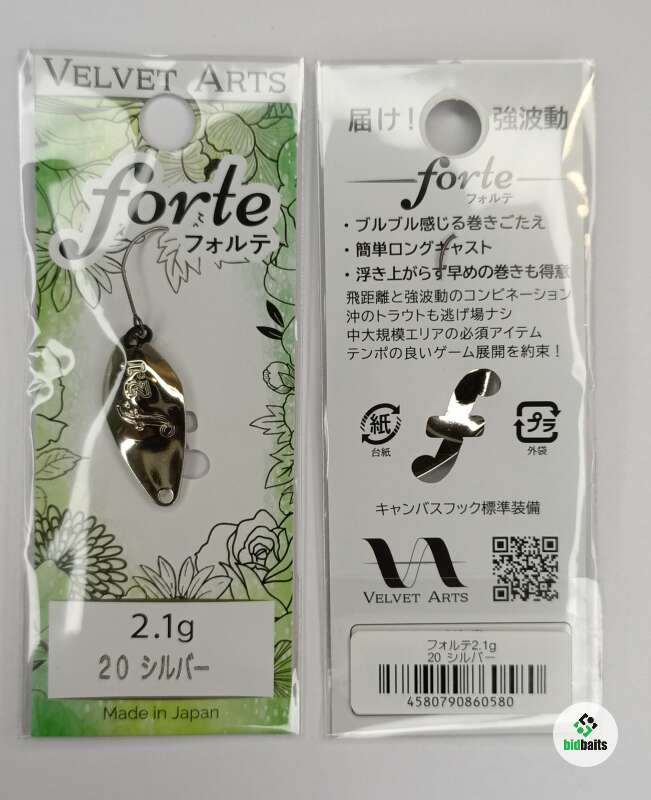 VELVET ARTS
forte
フォルテ
2.1g
20 シルバー
Made in Japan
届け！ 強波動
forte
フォルテ
・ブルブル感じる巻きごたえ
・簡単ロングキャスト
・浮き上がらず早めの巻きも得意
飛距離と強波動のコンビネーション
沖のトラウトも逃げ場ナシ
中大規模エリアの必須アイテム
テンポの良いゲーム展開を約束！
紙
台紙
プラ
外袋
キャンバスフック標準装備
VELVET ARTS
フォルテ2.1g
20 シルバー
4580790860580
bidbaits